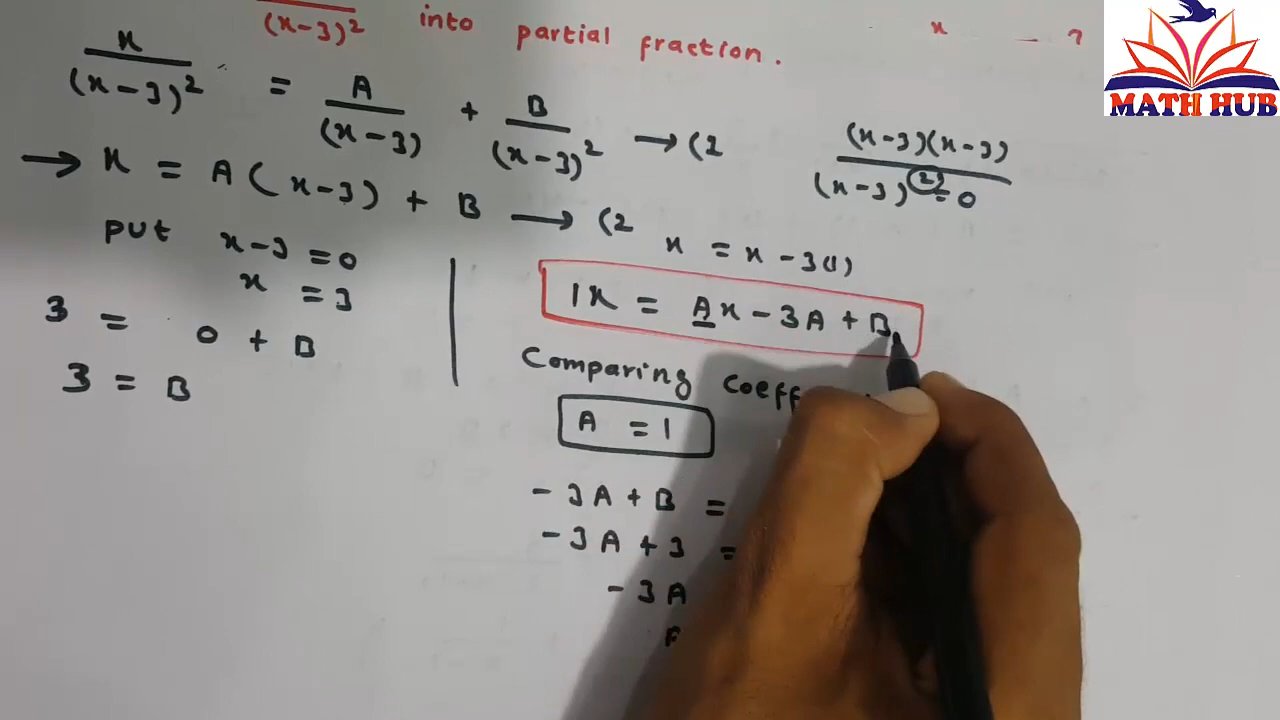 (x-3)² into partial fraction.
x/(x-3)² = A/(x-3) + B/(x-3)² → (2
→ x = A(x-3) + B → (2
put x-3 = 0
x = 3
3 = 0 + B
3 = B
(x-3)(x-3)/(x-3)² = 0
x = x - 3(1)
1x = Ax - 3A + B
Comparing Coeff
A = 1
- 3A + B =
- 3A + 3 =
- 3A
MATH HUB